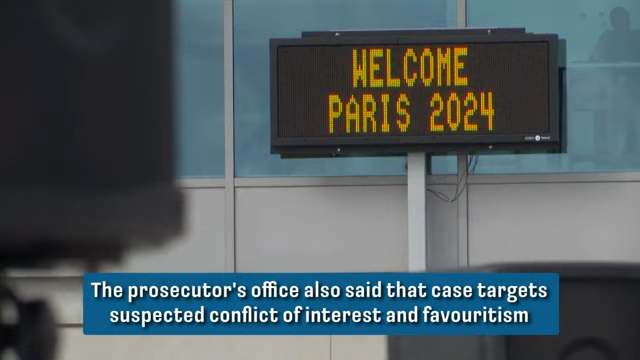 WELCOME
PARIS 2024
The prosecutor's office also said that case targets
suspected conflict of interest and favouritism